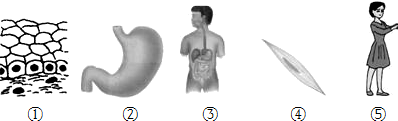 ① ② ③ ④ ⑤